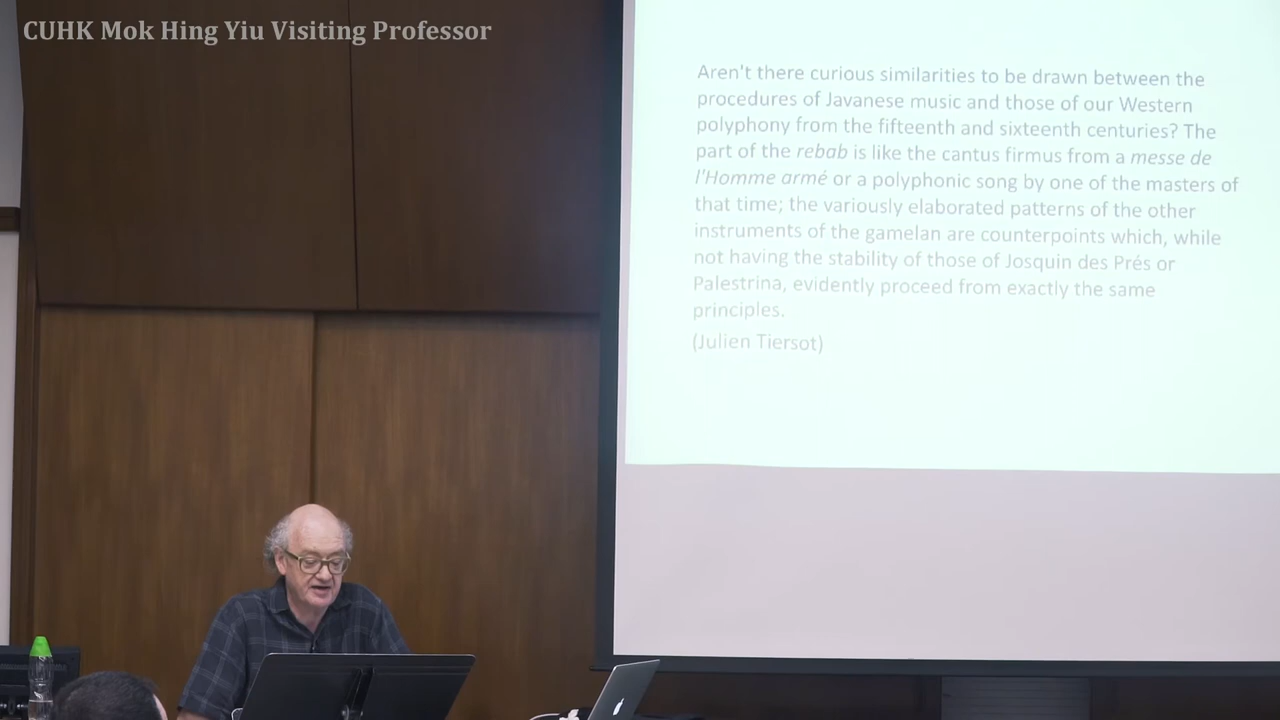 CUHK Mok Hing Yiu Visiting Professor
Aren't there curious similarities to be drawn between the
procedures of Javanese music and those of our Western
polyphony from the fifteenth and sixteenth centuries? The
part of the rebab is like the cantus firmus from a messe de
l'Homme armé or a polyphonic song by one of the masters of
that time; the variously elaborated patterns of the other
instruments of the gamelan are counterpoints which, while
not having the stability of those of Josquin des Prés or
Palestrina, evidently proceed from exactly the same
principles.
(Julien Tiersot)